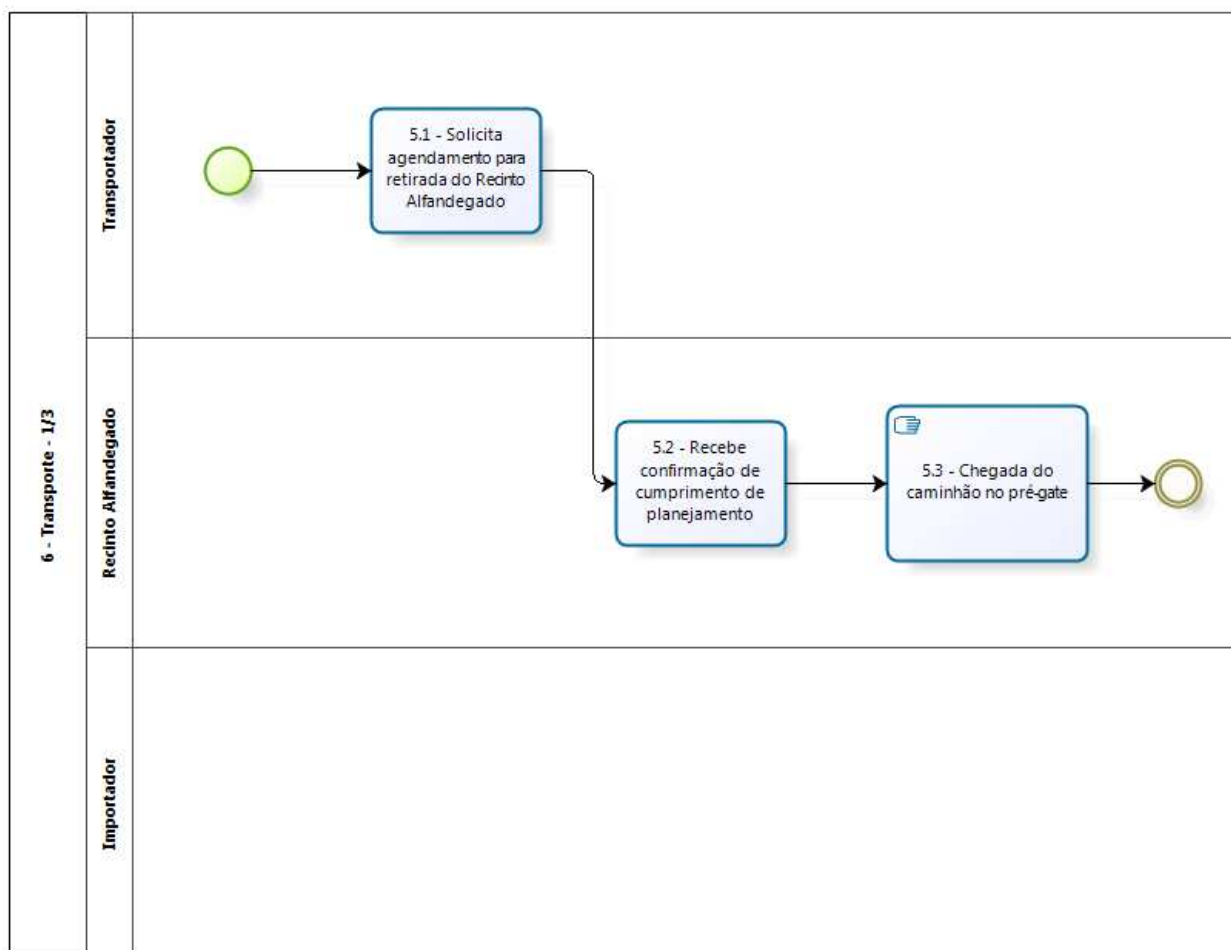 6 - Transporte - 1/3
Transportador
5.1 - Solicita
agendamento para
retirada do Recinto
Alfandegado
Recinto Alfandegado
5.2 - Recebe
confirmação de
cumprimento de
planejamento
5.3 - Chegada do
caminhão no pré-gate
Importador